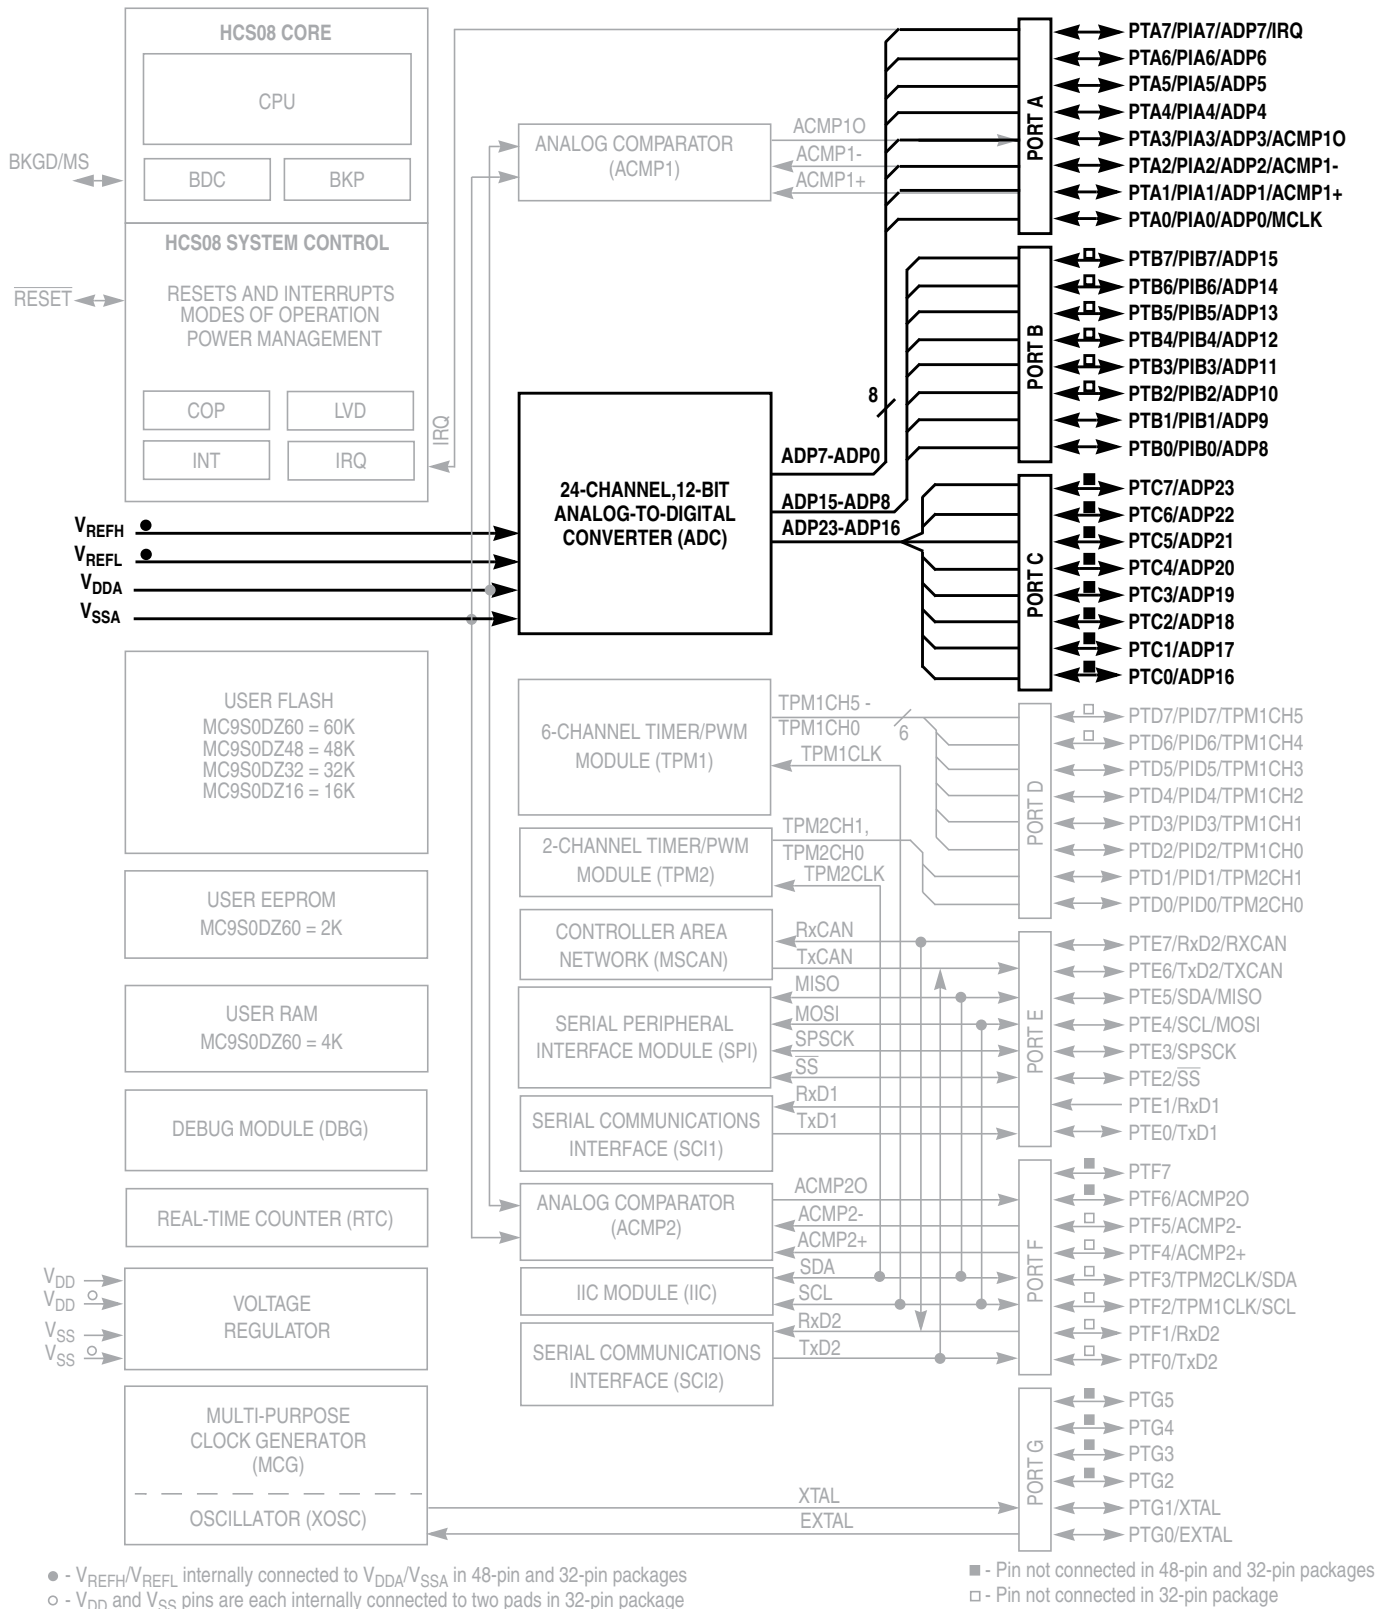 HCS08 CORE
CPU
BDC
BKP
BKGD/MS
HCS08 SYSTEM CONTROL
RESETS AND INTERRUPTS
MODES OF OPERATION
POWER MANAGEMENT
RESET
COP
LVD
INT
IRQ
IRQ
VREFH
VREFL
VDDA
VSSA
USER FLASH
MC9S0DZ60 = 60K
MC9S0DZ48 = 48K
MC9S0DZ32 = 32K
MC9S0DZ16 = 16K
USER EEPROM
MC9S0DZ60 = 2K
USER RAM
MC9S0DZ60 = 4K
DEBUG MODULE (DBG)
REAL-TIME COUNTER (RTC)
VDD
VDD
VSS
VSS
VOLTAGE
REGULATOR
MULTI-PURPOSE
CLOCK GENERATOR
(MCG)
OSCILLATOR (XOSC)
ANALOG COMPARATOR
(ACMP1)
ACMP1O
ACMP1-
ACMP1+
24-CHANNEL,12-BIT
ANALOG-TO-DIGITAL
CONVERTER (ADC)
8
ADP7-ADP0
ADP15-ADP8
ADP23-ADP16
6-CHANNEL TIMER/PWM
MODULE (TPM1)
TPM1CH5 -
TPM1CH0
6
TPM1CLK
2-CHANNEL TIMER/PWM
MODULE (TPM2)
TPM2CH1,
TPM2CH0
TPM2CLK
CONTROLLER AREA
NETWORK (MSCAN)
RxCAN
TxCAN
SERIAL PERIPHERAL
INTERFACE MODULE (SPI)
MISO
MOSI
SPSCK
SS
SERIAL COMMUNICATIONS
INTERFACE (SCI1)
RxD1
TxD1
ANALOG COMPARATOR
(ACMP2)
ACMP2O
ACMP2-
ACMP2+
IIC MODULE (IIC)
SDA
SCL
SERIAL COMMUNICATIONS
INTERFACE (SCI2)
RxD2
TxD2
XTAL
EXTAL
PORT A
PTA7/PIA7/ADP7/IRQ
PTA6/PIA6/ADP6
PTA5/PIA5/ADP5
PTA4/PIA4/ADP4
PTA3/PIA3/ADP3/ACMP1O
PTA2/PIA2/ADP2/ACMP1-
PTA1/PIA1/ADP1/ACMP1+
PTA0/PIA0/ADP0/MCLK
PORT B
PTB7/PIB7/ADP15
PTB6/PIB6/ADP14
PTB5/PIB5/ADP13
PTB4/PIB4/ADP12
PTB3/PIB3/ADP11
PTB2/PIB2/ADP10
PTB1/PIB1/ADP9
PTB0/PIB0/ADP8
PORT C
PTC7/ADP23
PTC6/ADP22
PTC5/ADP21
PTC4/ADP20
PTC3/ADP19
PTC2/ADP18
PTC1/ADP17
PTC0/ADP16
PORT D
PTD7/PID7/TPM1CH5
PTD6/PID6/TPM1CH4
PTD5/PID5/TPM1CH3
PTD4/PID4/TPM1CH2
PTD3/PID3/TPM1CH1
PTD2/PID2/TPM1CH0
PTD1/PID1/TPM2CH1
PTD0/PID0/TPM2CH0
PORT E
PTE7/RxD2/RXCAN
PTE6/TxD2/TXCAN
PTE5/SDA/MISO
PTE4/SCL/MOSI
PTE3/SPSCK
PTE2/SS
PTE1/RxD1
PTE0/TxD1
PORT F
PTF7
PTF6/ACMP2O
PTF5/ACMP2-
PTF4/ACMP2+
PTF3/TPM2CLK/SDA
PTF2/TPM1CLK/SCL
PTF1/RxD2
PTF0/TxD2
PORT G
PTG5
PTG4
PTG3
PTG2
PTG1/XTAL
PTG0/EXTAL
● - VREFH/VREFL internally connected to VDDA/VSSA in 48-pin and 32-pin packages
○ - VDD and VSS pins are each internally connected to two pads in 32-pin package
■ - Pin not connected in 48-pin and 32-pin packages
□ - Pin not connected in 32-pin package